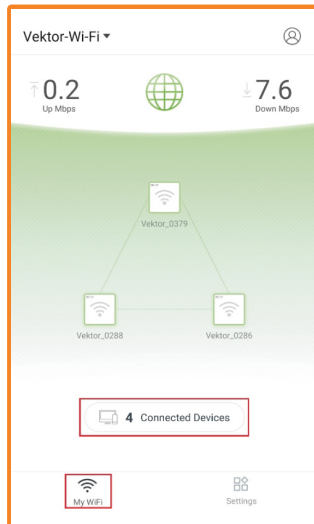 Vektor-Wi-Fi
0.2
Up Mbps
7.6
Down Mbps
Vektor_0379
Vektor_0288
Vektor_0286
4 Connected Devices
My WiFi
Settings